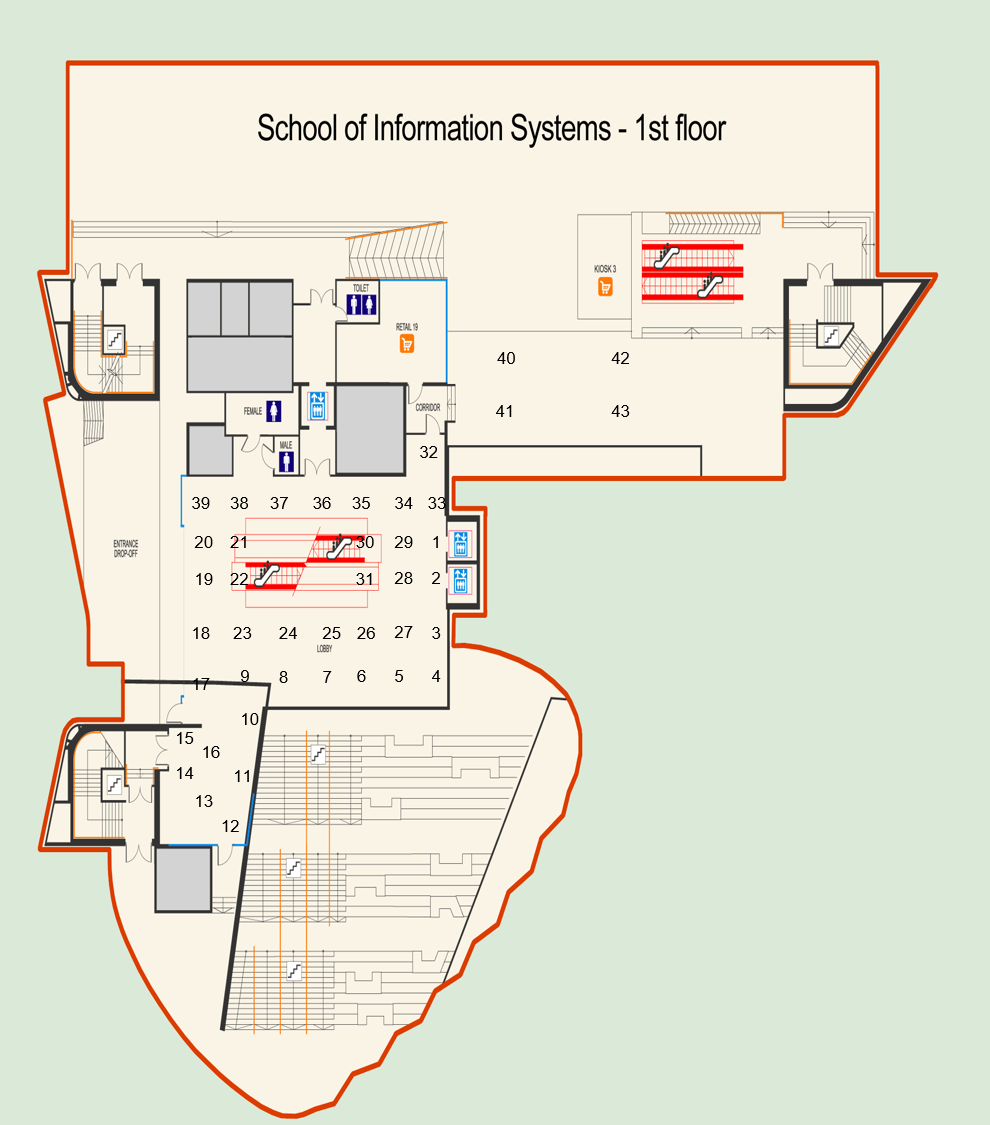 School of Information Systems - 1st floor
TOILET
KIOSK 3
RETAIL 19
40 42
FEMALE
CORRIDOR
41 43
MALE
32
39 38 37 36 35 34 33
ENTRANCE
DROP-OFF
20 21 30 29 1
19 22 31 28 2
18 23 24 25 26 27 3
LOBBY
17 9 8 7 6 5 4
10
15
16
14 11
13
12